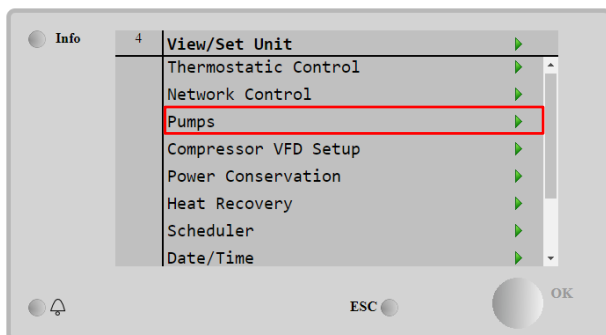 Info
4 View/Set Unit
Thermostatic Control
Network Control
Pumps
Compressor VFD Setup
Power Conservation
Heat Recovery
Scheduler
Date/Time
ESC
OK